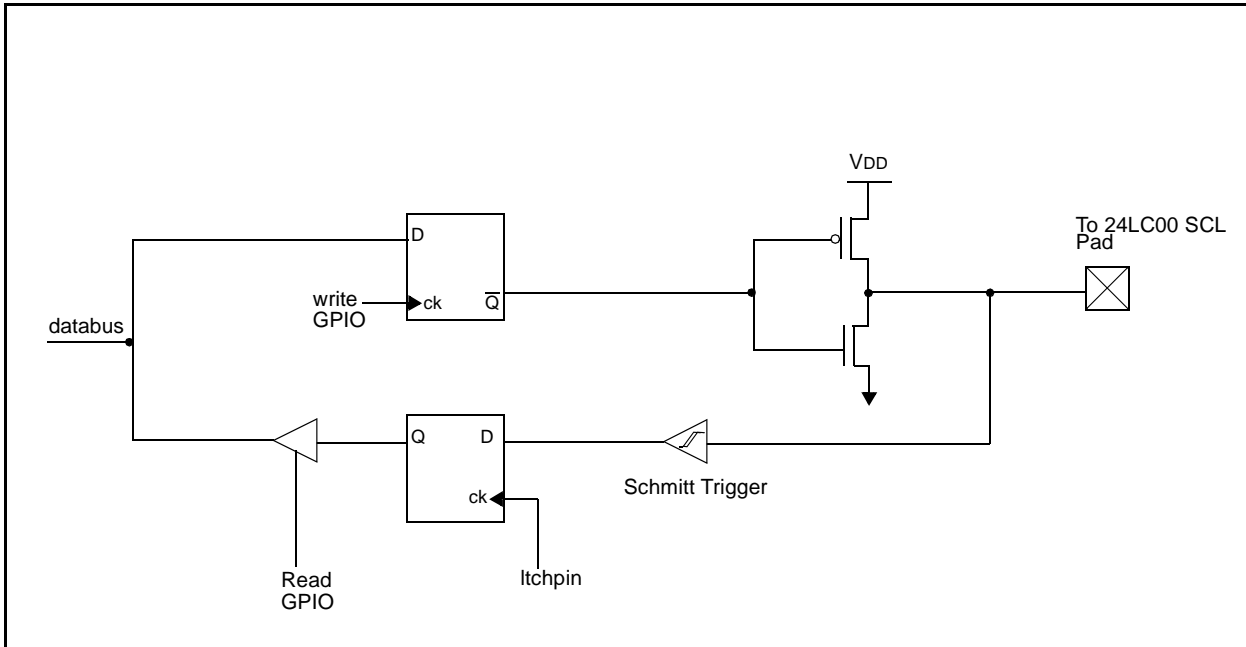 VDD
To 24LC00 SCL
Pad
D
write
GPIO
ck
Q
databus
Q
D
Schmitt Trigger
ck
Read
GPIO
ltchpin